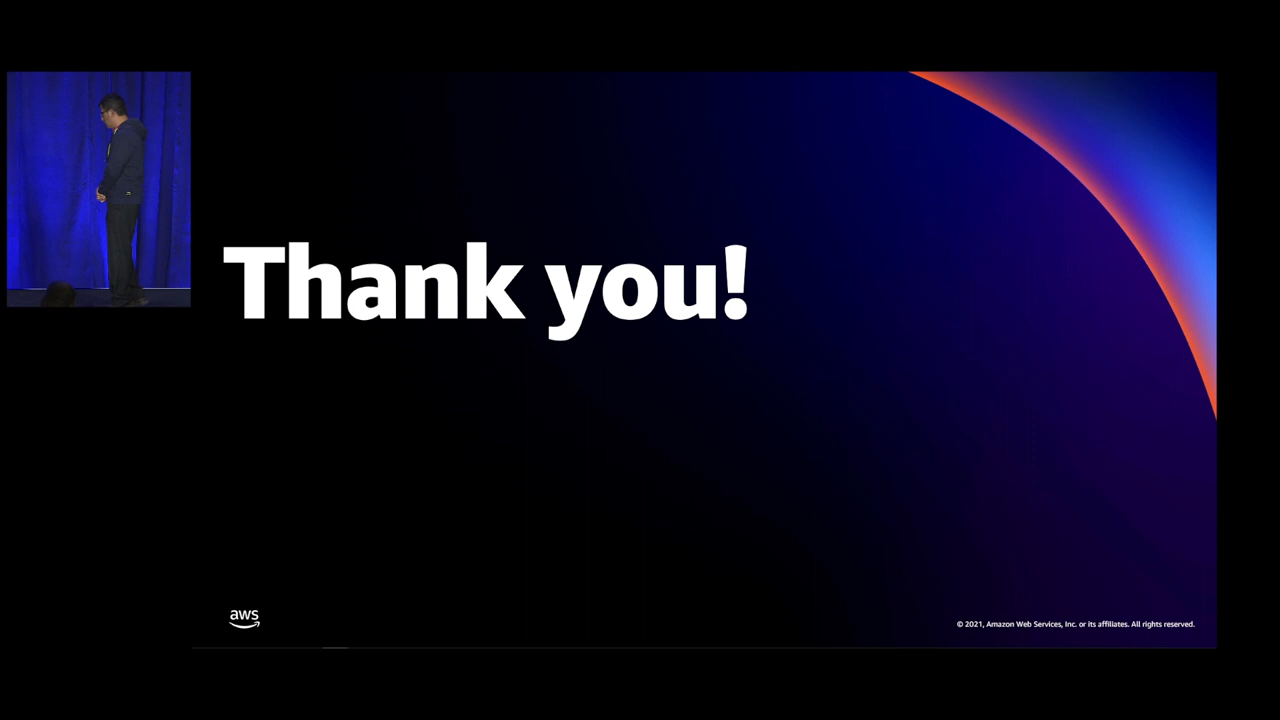 Thank you!
aws
© 2021, Amazon Web Services, Inc. or its affiliates. All rights reserved.